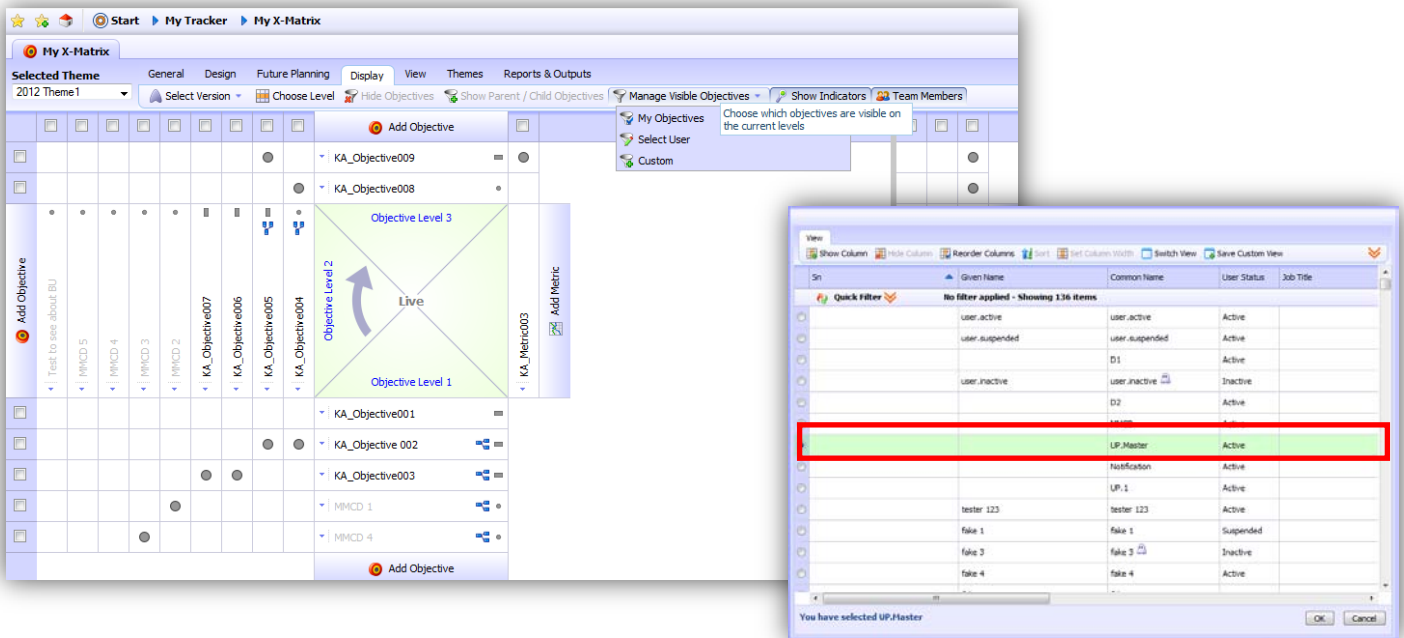 Start My Tracker My X-Matrix
My X-Matrix
Selected Theme
General Design Future Planning Display View Themes Reports & Outputs
2012 Theme1
Select Version Choose Level Hide Objectives Show Parent / Child Objectives Manage Visible Objectives Show Indicators Team Members
My Objectives
Select User
Custom
Choose which objectives are visible on
the current levels
Add Objective
KA_Objective009
KA_Objective008
Add Objective
Test to see about BU
MMCD 5
MMCD 4
MMCD 3
MMCD 2
KA_Objective007
KA_Objective006
KA_Objective005
KA_Objective004
Objective Level 3
Objective Level 2
Live
Objective Level 1
KA_Metric003
Add Metric
KA_Objective001
KA_Objective 002
KA_Objective003
MMCD 1
MMCD 4
Add Objective
View
Show Column Hide Column Reorder Columns Sort Set Column Width Switch View Save Custom View
Sn Given Name Common Name User Status Job Title
Quick Filter No filter applied - Showing 136 items
user.active user.active Active
user.suspended user.suspended Active
D1 Active
user.inactive user.inactive Inactive
D2 Active
UP.Master Active
Notification Active
UP.1 Active
tester 123 tester 123 Active
fake 1 fake 1 Suspended
fake 3 fake 3 Inactive
fake 4 fake 4 Active
You have selected UP.Master
OK Cancel